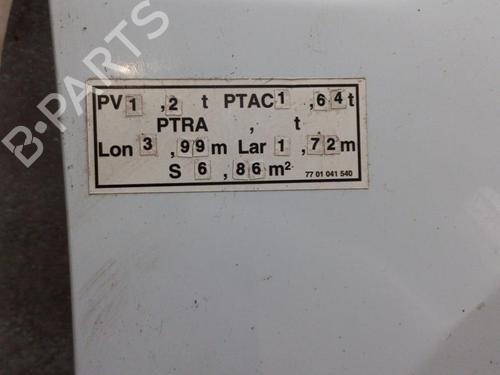 PV 1 , 2 t PTAC 1 , 64 t
PTRA , t
Lon 3 , 99 m Lar 1 , 72 m
S 6 , 86 m²
77 01 041 540
B-PARTS